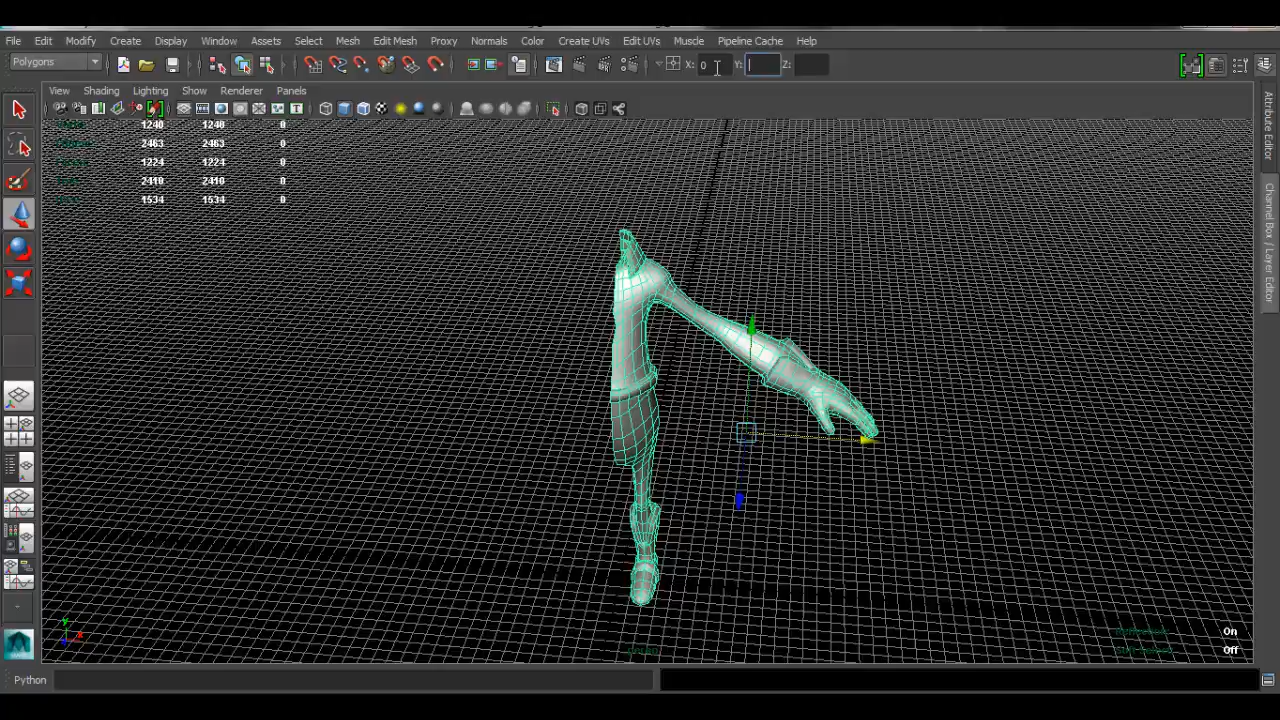 File Edit Modify Create Display Window Assets Select Mesh Edit Mesh Proxy Normals Color Create UVs Edit UVs Muscle Pipeline Cache Help
Polygons X: 0 Y: Z:
View Shading Lighting Show Renderer Panels
1240 1240 0
2463 2463 0
1224 1224 0
2410 2410 0
1534 1534 0
Attribute Editor
Channel Box / Layer Editor
y
x
On
Off
Python